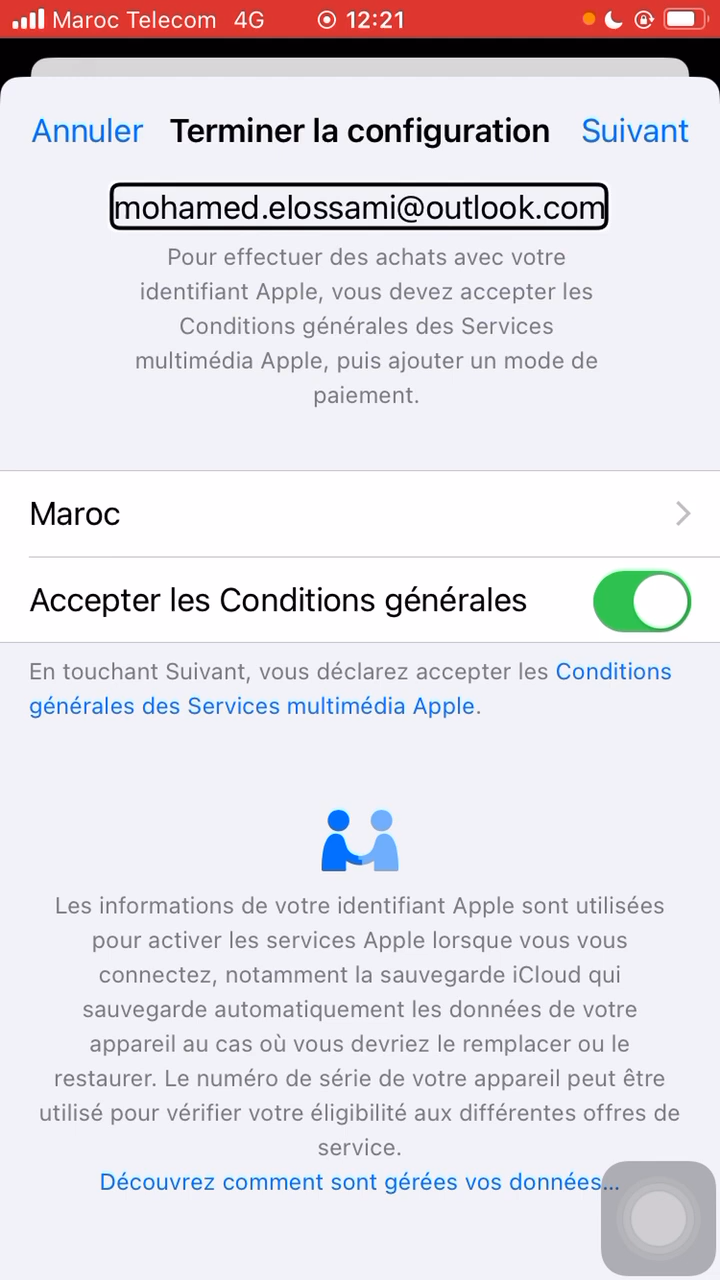 Maroc Telecom 4G 12:21
Annuler Terminer la configuration Suivant
mohamed.elossami@outlook.com
Pour effectuer des achats avec votre
identifiant Apple, vous devez accepter les
Conditions générales des Services
multimédia Apple, puis ajouter un mode de
paiement.
Maroc
Accepter les Conditions générales
En touchant Suivant, vous déclarez accepter les Conditions
générales des Services multimédia Apple.
Les informations de votre identifiant Apple sont utilisées
pour activer les services Apple lorsque vous vous
connectez, notamment la sauvegarde iCloud qui
sauvegarde automatiquement les données de votre
appareil au cas où vous devriez le remplacer ou le
restaurer. Le numéro de série de votre appareil peut être
utilisé pour vérifier votre éligibilité aux différentes offres de
service.
Découvrez comment sont gérées vos données...